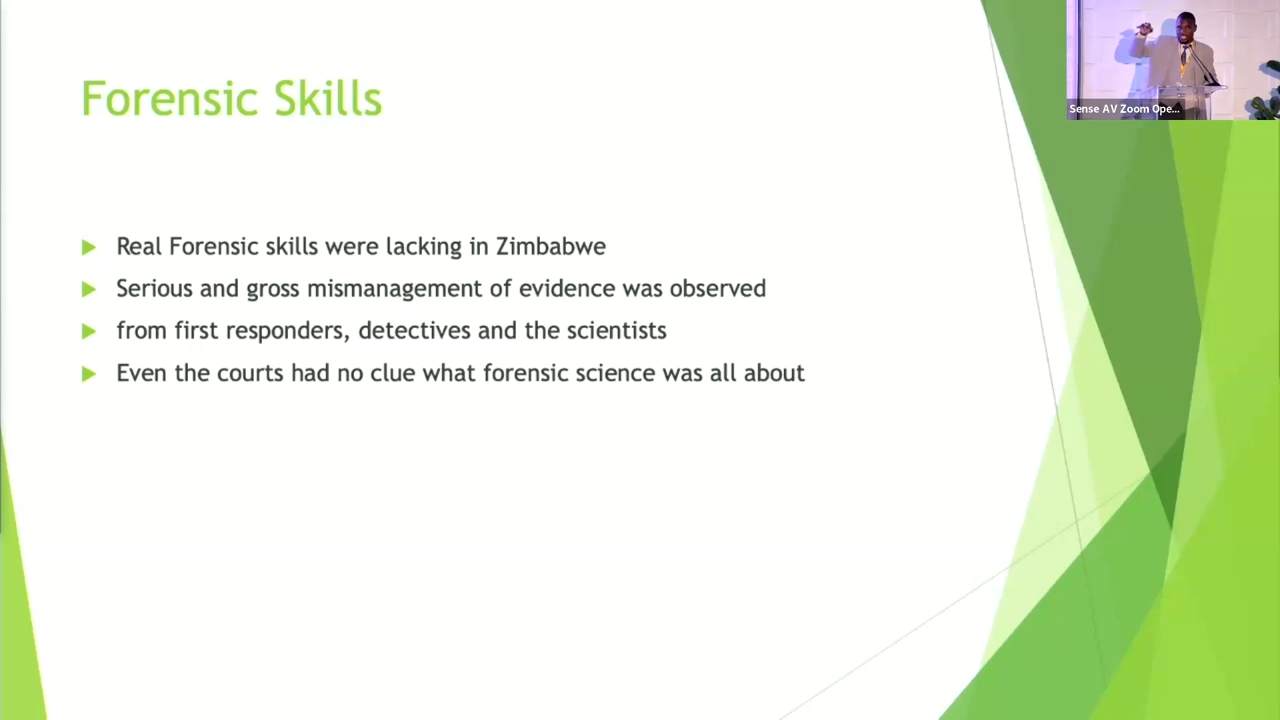 Forensic Skills
Real Forensic skills were lacking in Zimbabwe
Serious and gross mismanagement of evidence was observed
from first responders, detectives and the scientists
Even the courts had no clue what forensic science was all about
Sense AV Zoom Ope...